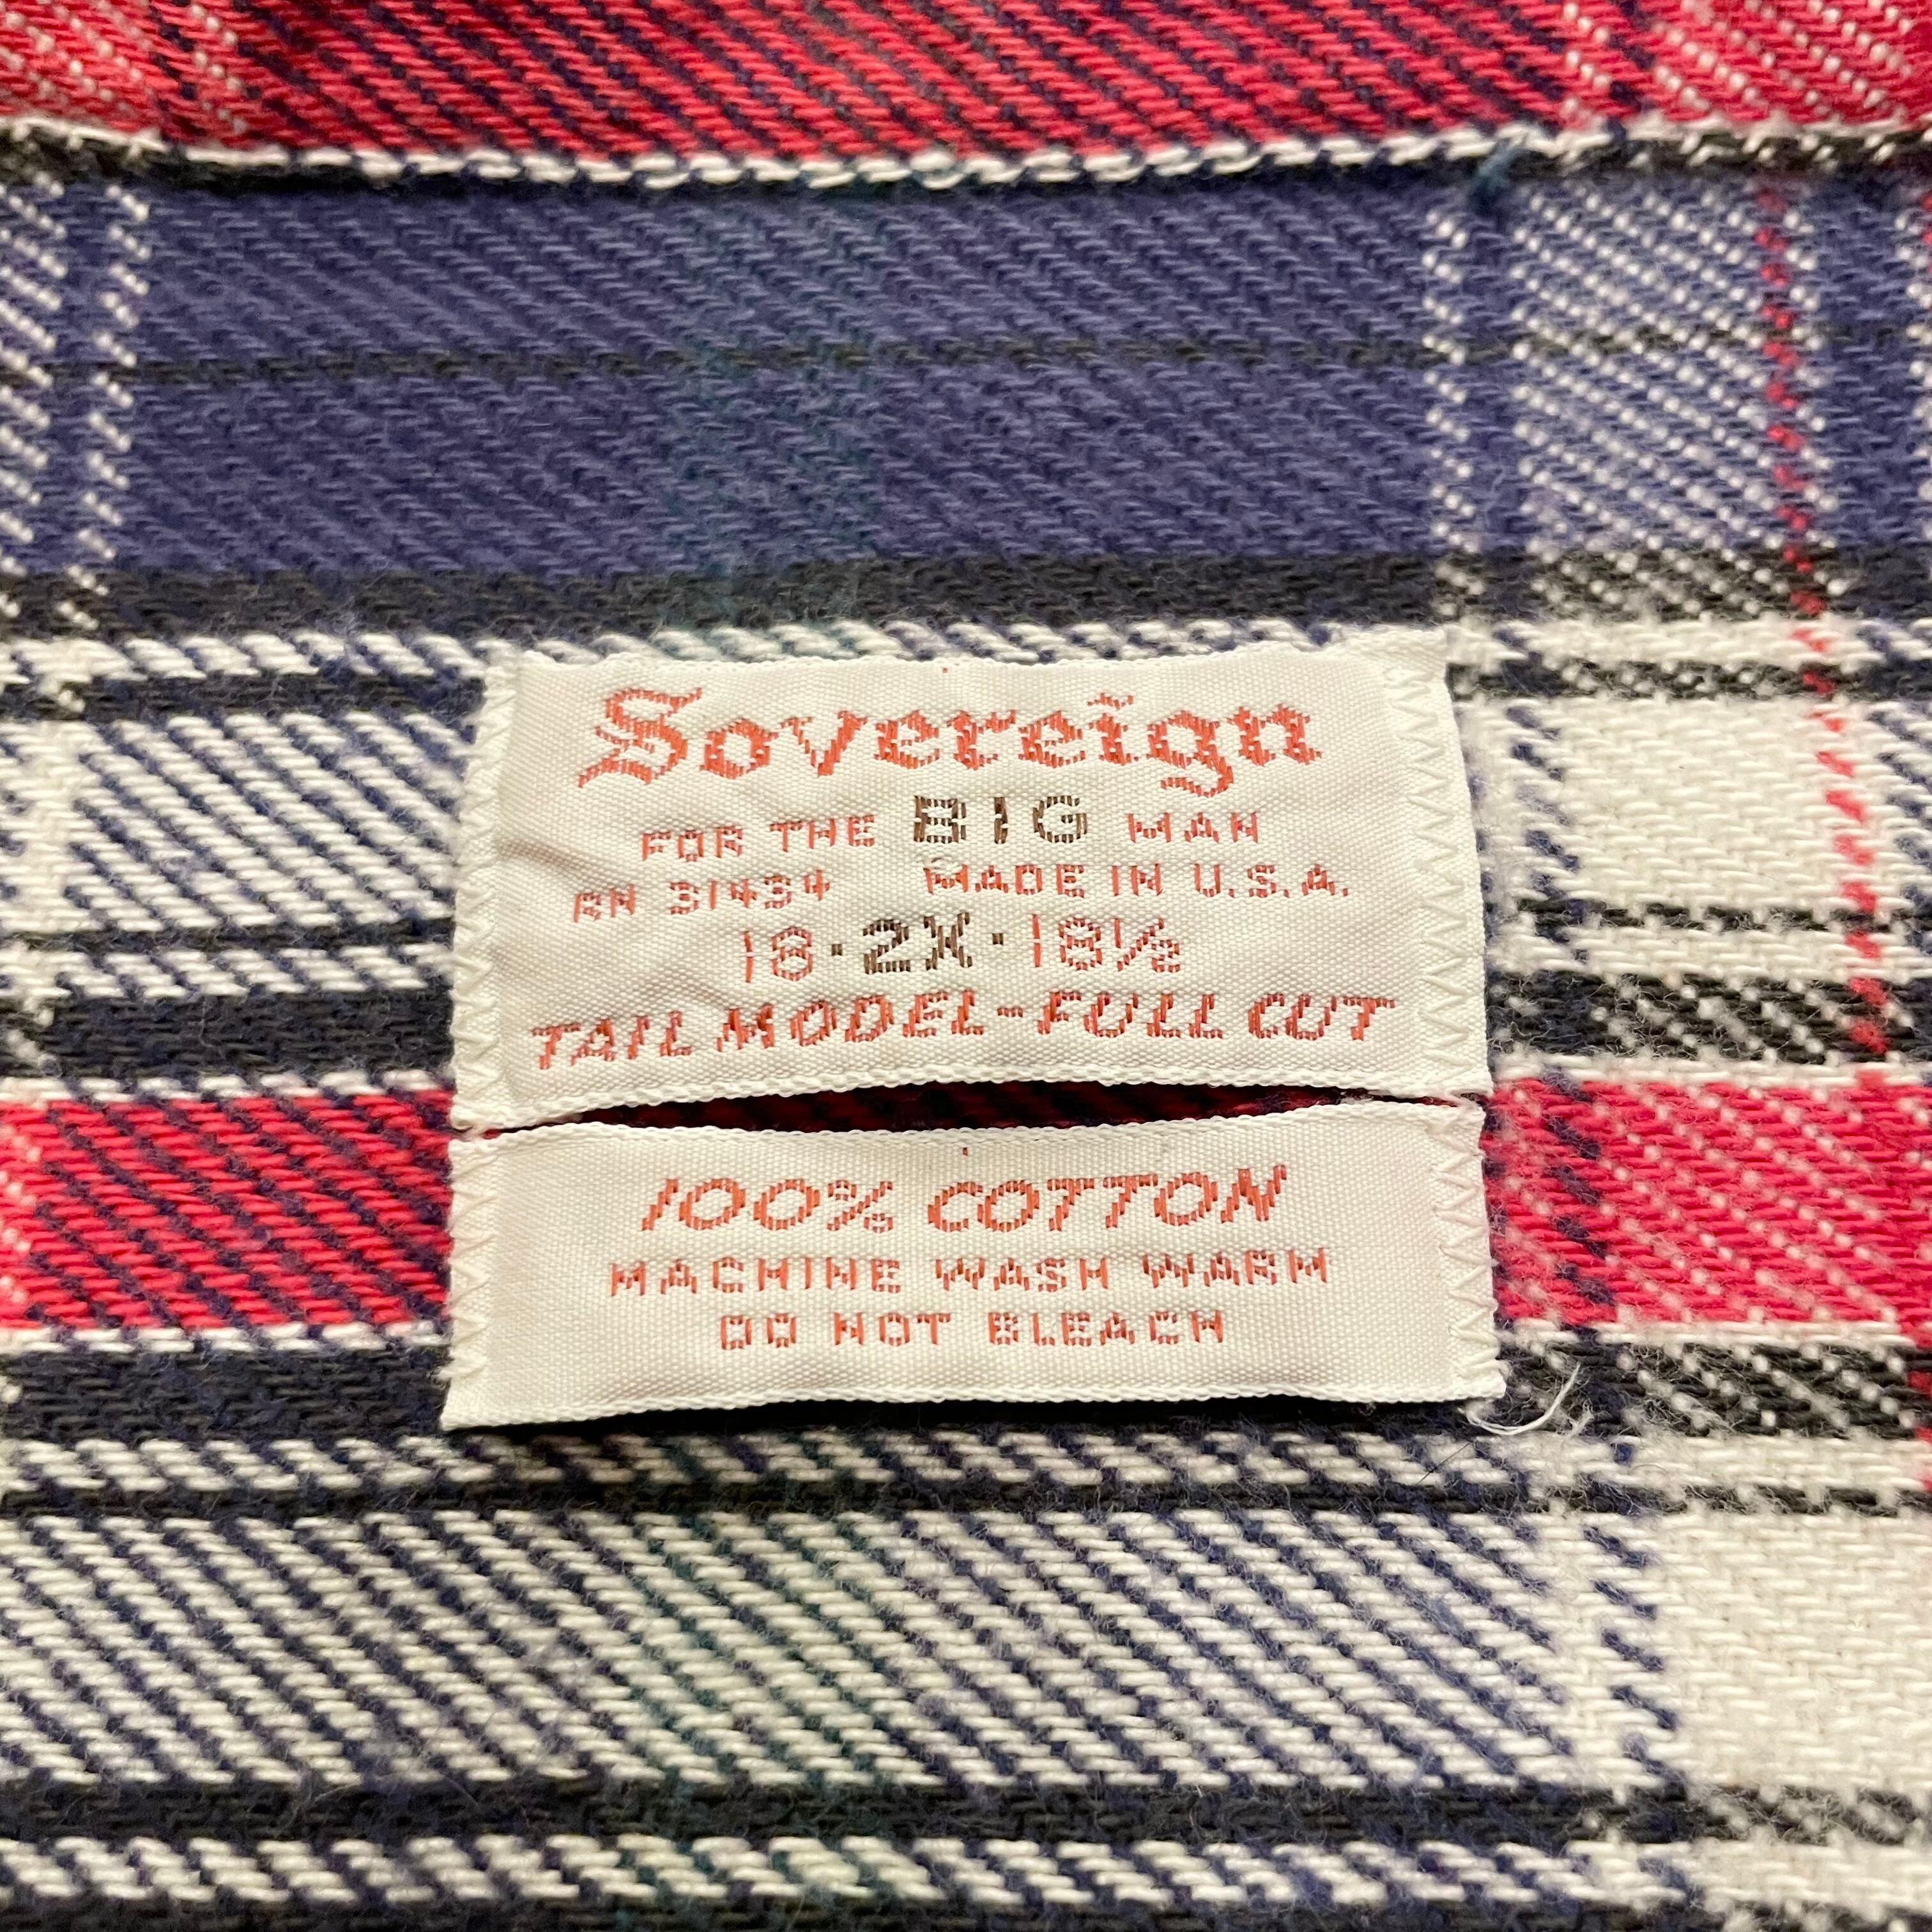 Sovereign
FOR THE BIG MAN
RN 31434 MADE IN U.S.A.
18·2X·18½
TAIL MODEL-FULL CUT
100% COTTON
MACHINE WASH WARM
DO NOT BLEACH